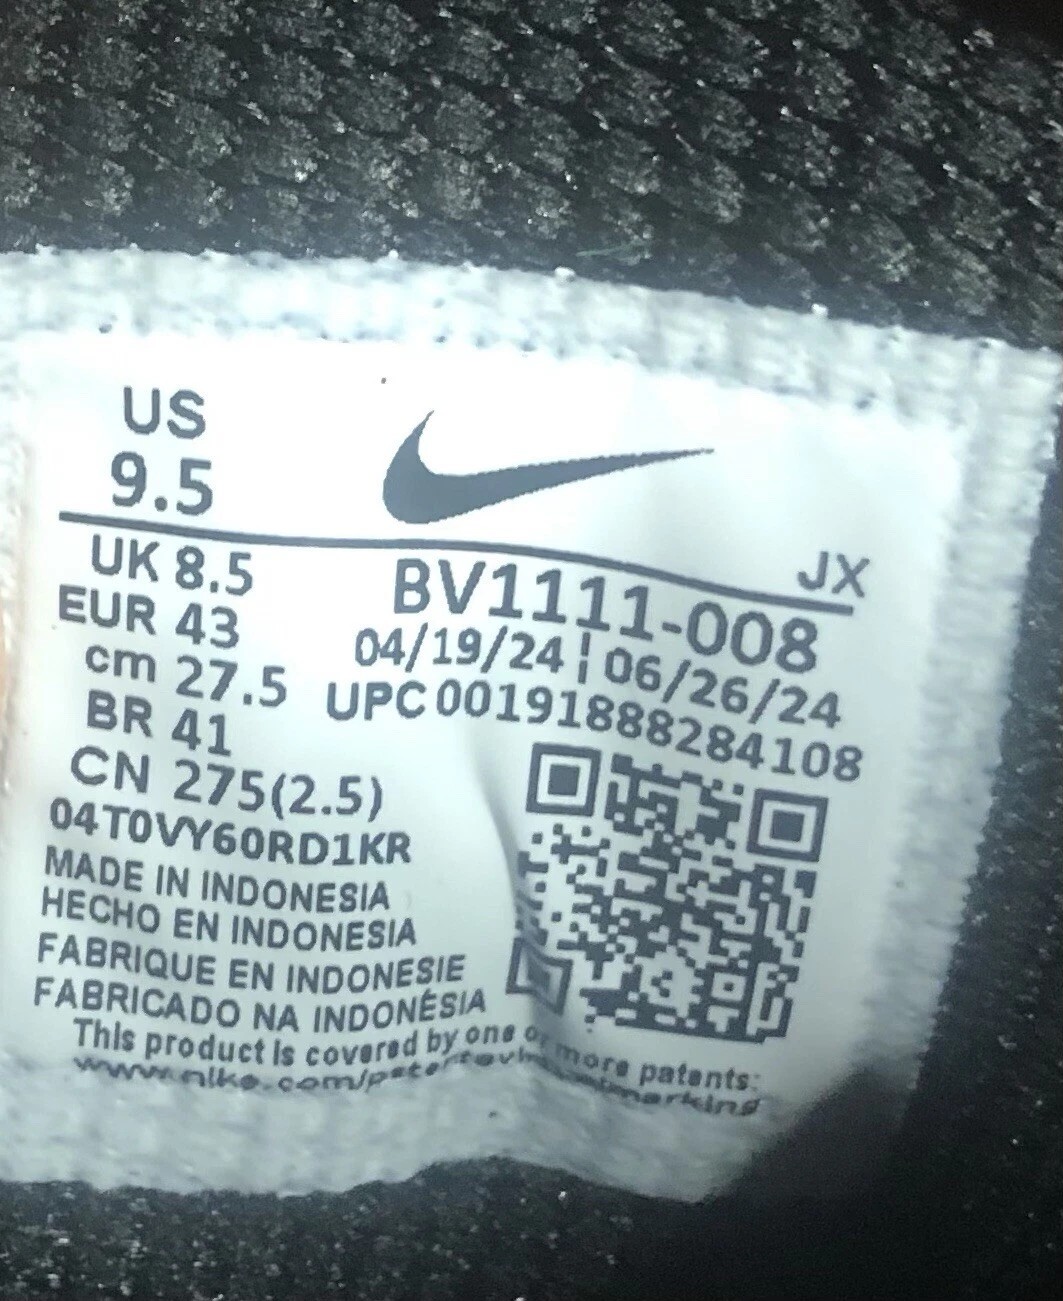 US
9.5
JX
UK 8.5
BV1111-008
EUR 43
04/19/24 ¦ 06/26/24
cm 27.5
UPC 00191888284108
BR 41
CN 275(2.5)
04T0VY60RD1KR
MADE IN INDONESIA
HECHO EN INDONESIA
FABRIQUE EN INDONESIE
FABRICADO NA INDONÉSIA
This product is covered by one or more patents: